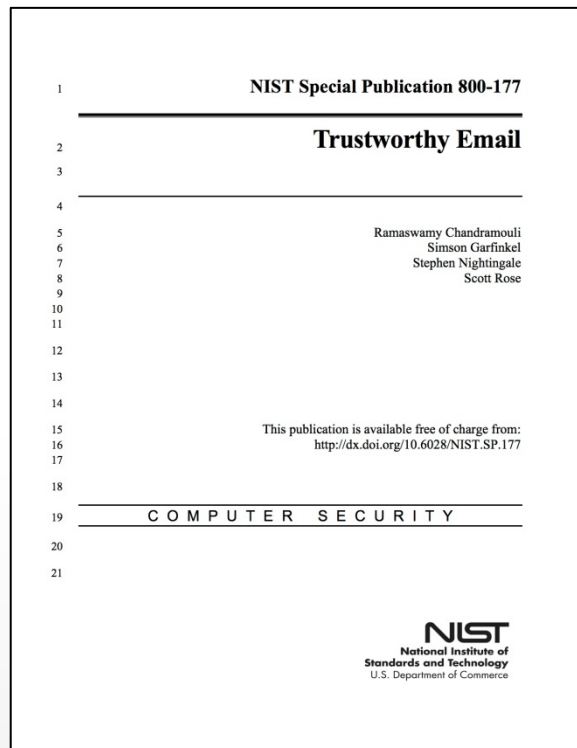 1 NIST Special Publication 800-177
2 Trustworthy Email
3
4
5 Ramaswamy Chandramouli
6 Simson Garfinkel
7 Stephen Nightingale
8 Scott Rose
9
10
11
12
13
14
15 This publication is available free of charge from:
16 http://dx.doi.org/10.6028/NIST.SP.177
17
18
19 COMPUTER SECURITY
20
21
NIST
National Institute of
Standards and Technology
U.S. Department of Commerce